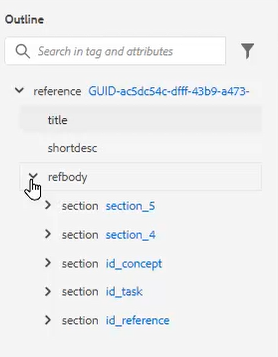 Outline
Search in tag and attributes
reference GUID-ac5dc54c-dfff-43b9-a473-
title
shortdesc
refbody
section section_5
section section_4
section id_concept
section id_task
section id_reference